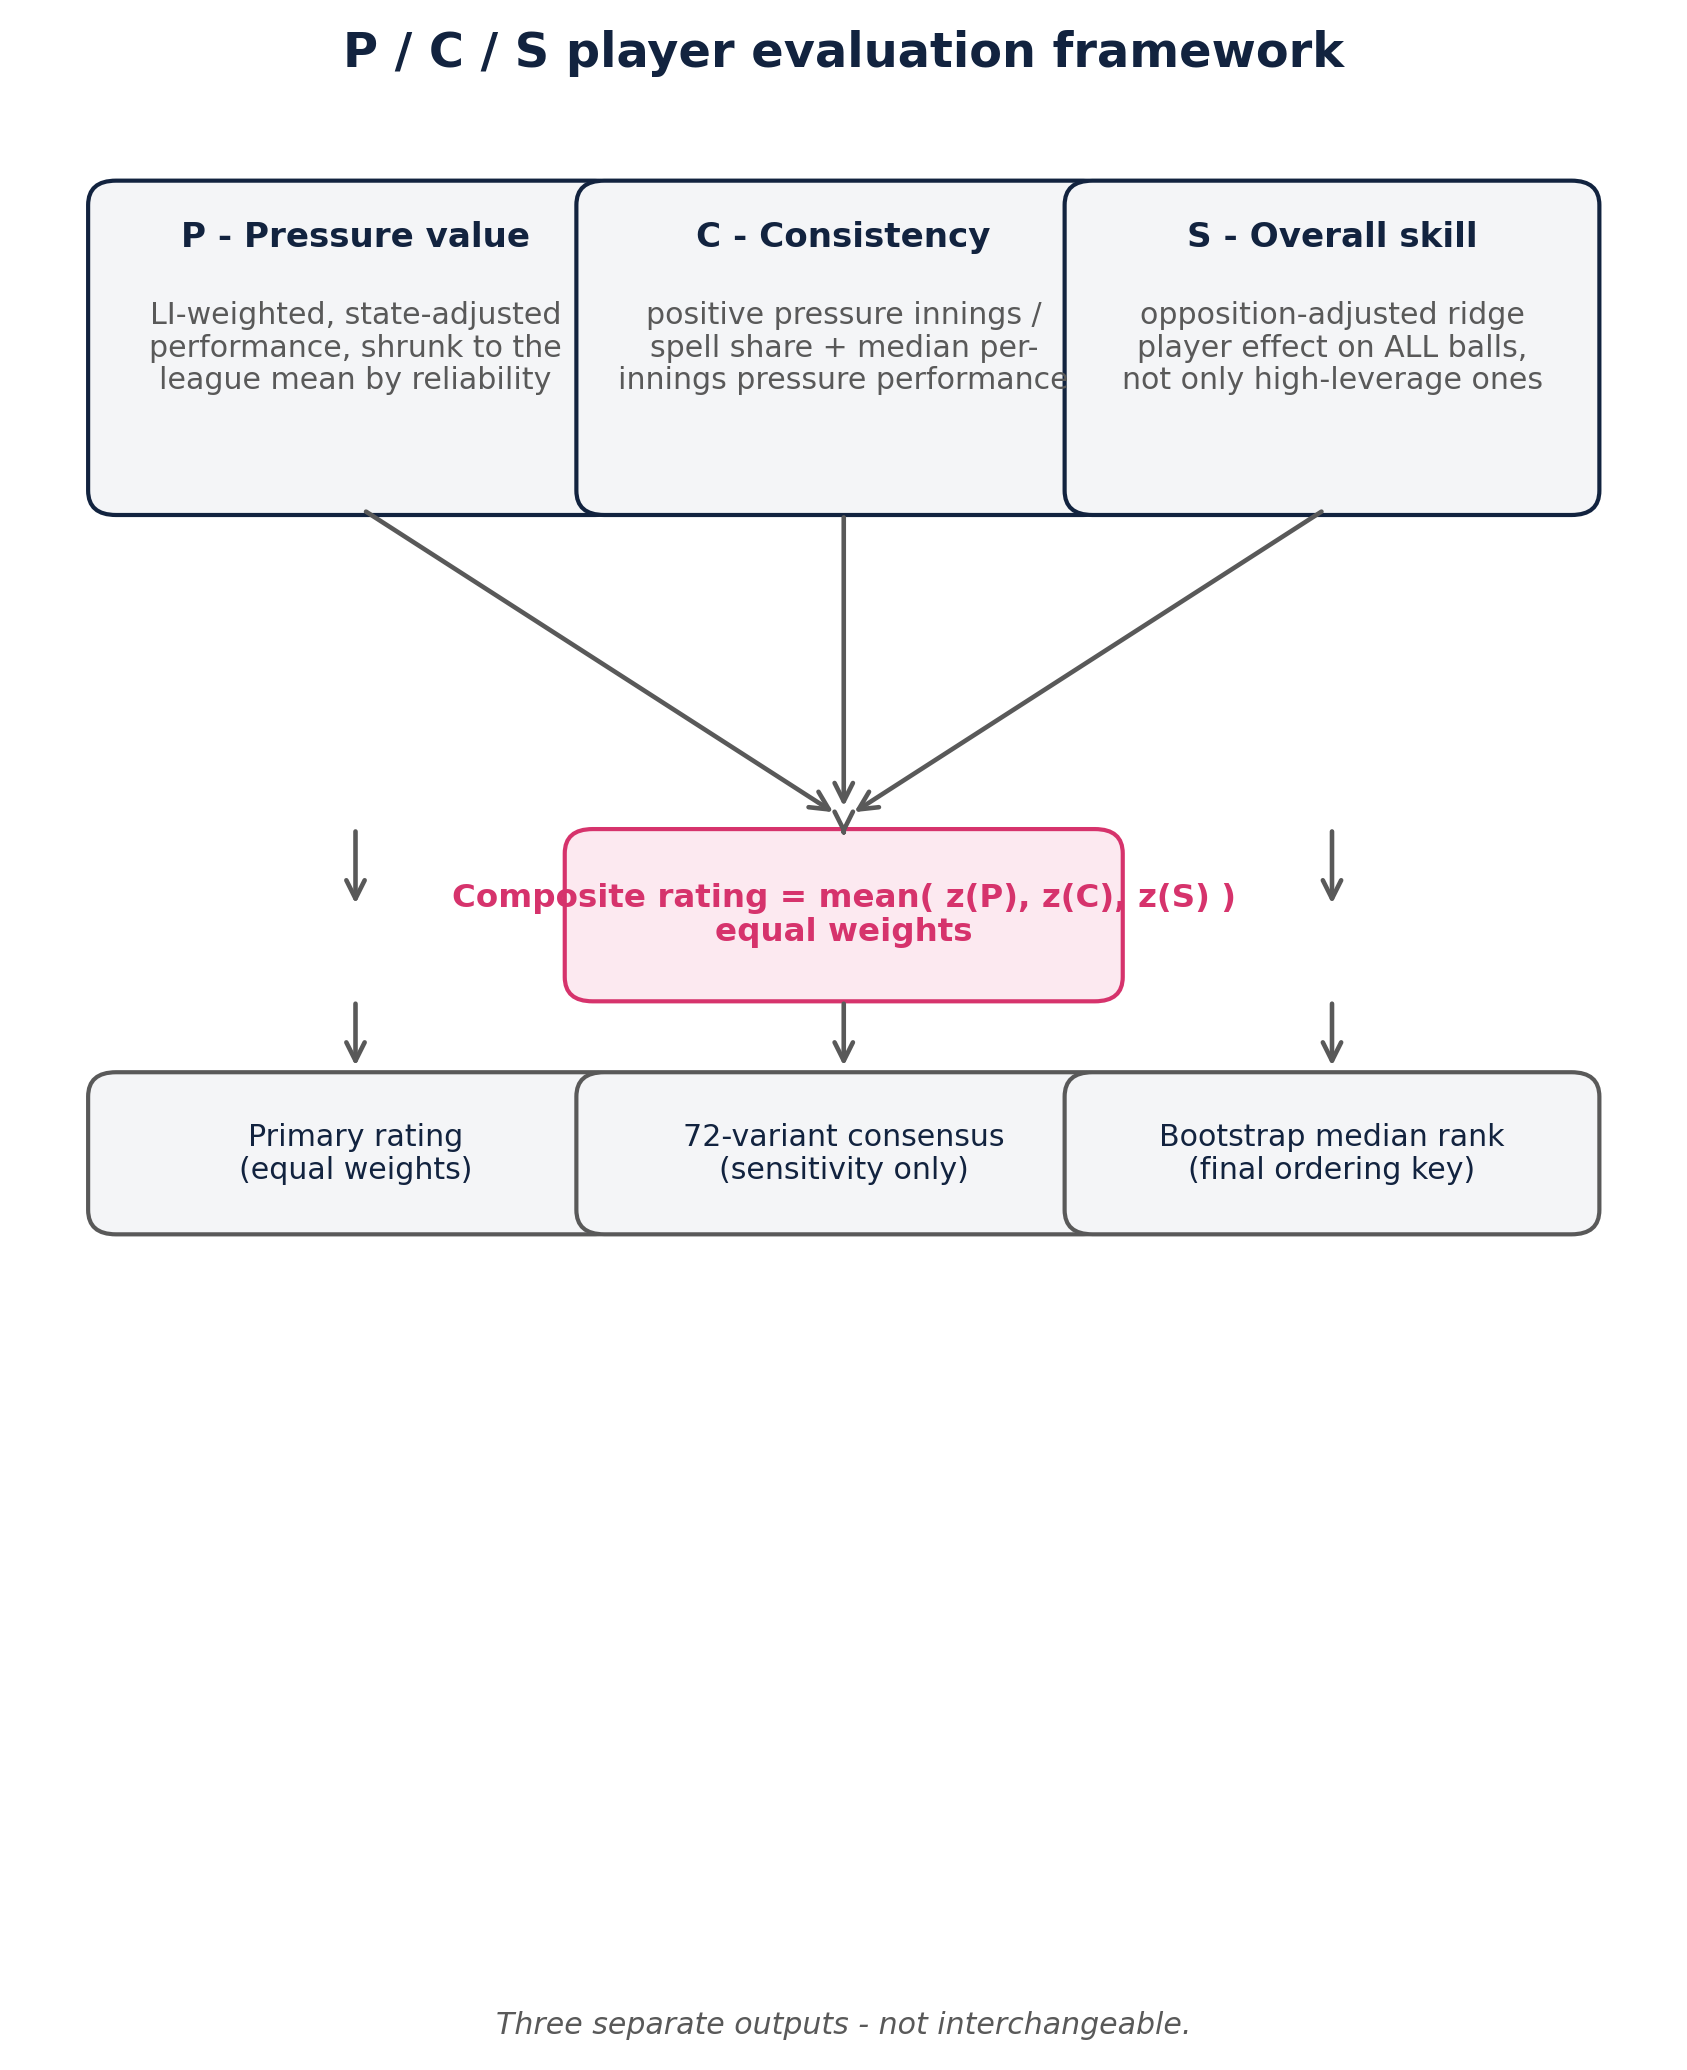 P / C / S player evaluation framework
P - Pressure value
LI-weighted, state-adjusted
performance, shrunk to the
league mean by reliability
C - Consistency
positive pressure innings /
spell share + median per-
innings pressure performance
S - Overall skill
opposition-adjusted ridge
player effect on ALL balls,
not only high-leverage ones
Composite rating = mean( z(P), z(C), z(S) )
equal weights
Primary rating
(equal weights)
72-variant consensus
(sensitivity only)
Bootstrap median rank
(final ordering key)
Three separate outputs - not interchangeable.